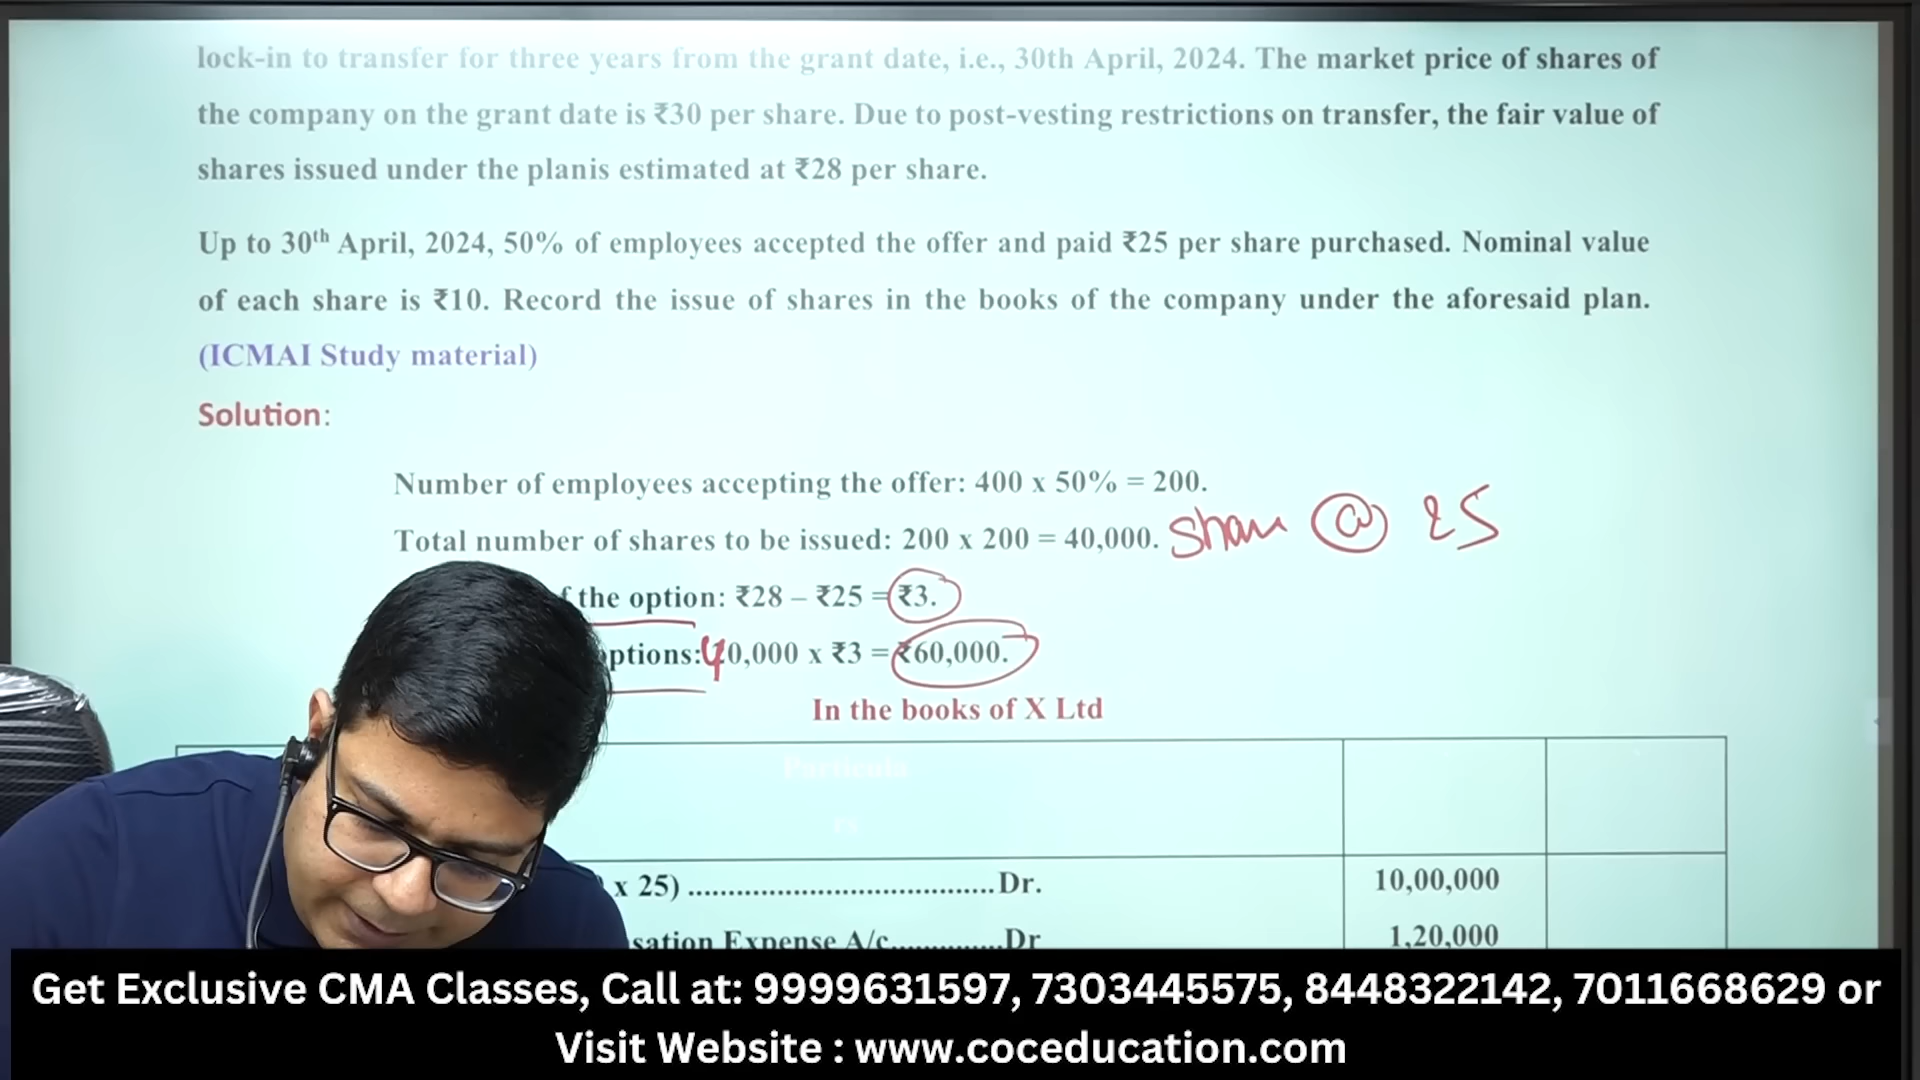 lock-in to transfer for three years from the grant date, i.e., 30th April, 2024. The market price of shares of
the company on the grant date is ₹30 per share. Due to post-vesting restrictions on transfer, the fair value of
shares issued under the planis estimated at ₹28 per share.
Up to 30th April, 2024, 50% of employees accepted the offer and paid ₹25 per share purchased. Nominal value
of each share is ₹10. Record the issue of shares in the books of the company under the aforesaid plan.
(ICMAI Study material)
Solution:
Number of employees accepting the offer: 400 x 50% = 200.
Total number of shares to be issued: 200 x 200 = 40,000. Share @ 25
the option: ₹28 – ₹25 = ₹3.
ptions: 40,000 x ₹3 = ₹60,000.
In the books of X Ltd
Particula
rs
x 25) ....................................Dr. 10,00,000
sation Expense A/c.............Dr 1,20,000
Get Exclusive CMA Classes, Call at: 9999631597, 7303445575, 8448322142, 7011668629 or
Visit Website : www.coceducation.com